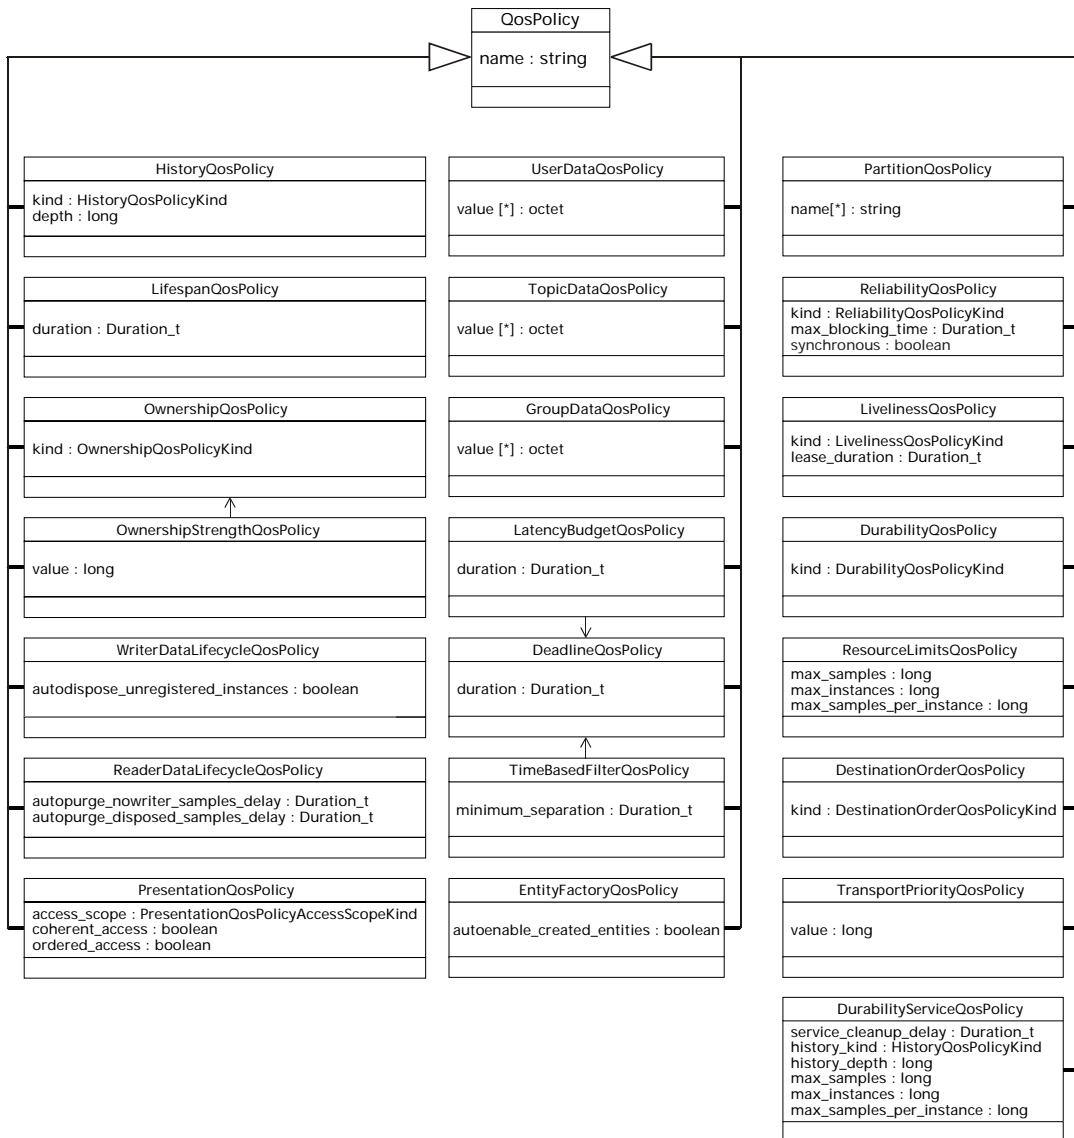 QosPolicy
name : string
HistoryQosPolicy
kind : HistoryQosPolicyKind
depth : long
LifespanQosPolicy
duration : Duration_t
OwnershipQosPolicy
kind : OwnershipQosPolicyKind
OwnershipStrengthQosPolicy
value : long
WriterDataLifecycleQosPolicy
autodispose_unregistered_instances : boolean
ReaderDataLifecycleQosPolicy
autopurge_nowriter_samples_delay : Duration_t
autopurge_disposed_samples_delay : Duration_t
PresentationQosPolicy
access_scope : PresentationQosPolicyAccessScopeKind
coherent_access : boolean
ordered_access : boolean
UserDataQosPolicy
value [*] : octet
TopicDataQosPolicy
value [*] : octet
GroupDataQosPolicy
value [*] : octet
LatencyBudgetQosPolicy
duration : Duration_t
DeadlineQosPolicy
duration : Duration_t
TimeBasedFilterQosPolicy
minimum_separation : Duration_t
EntityFactoryQosPolicy
autoenable_created_entities : boolean
PartitionQosPolicy
name[*] : string
ReliabilityQosPolicy
kind : ReliabilityQosPolicyKind
max_blocking_time : Duration_t
synchronous : boolean
LivelinessQosPolicy
kind : LivelinessQosPolicyKind
lease_duration : Duration_t
DurabilityQosPolicy
kind : DurabilityQosPolicyKind
ResourceLimitsQosPolicy
max_samples : long
max_instances : long
max_samples_per_instance : long
DestinationOrderQosPolicy
kind : DestinationOrderQosPolicyKind
TransportPriorityQosPolicy
value : long
DurabilityServiceQosPolicy
service_cleanup_delay : Duration_t
history_kind : HistoryQosPolicyKind
history_depth : long
max_samples : long
max_instances : long
max_samples_per_instance : long